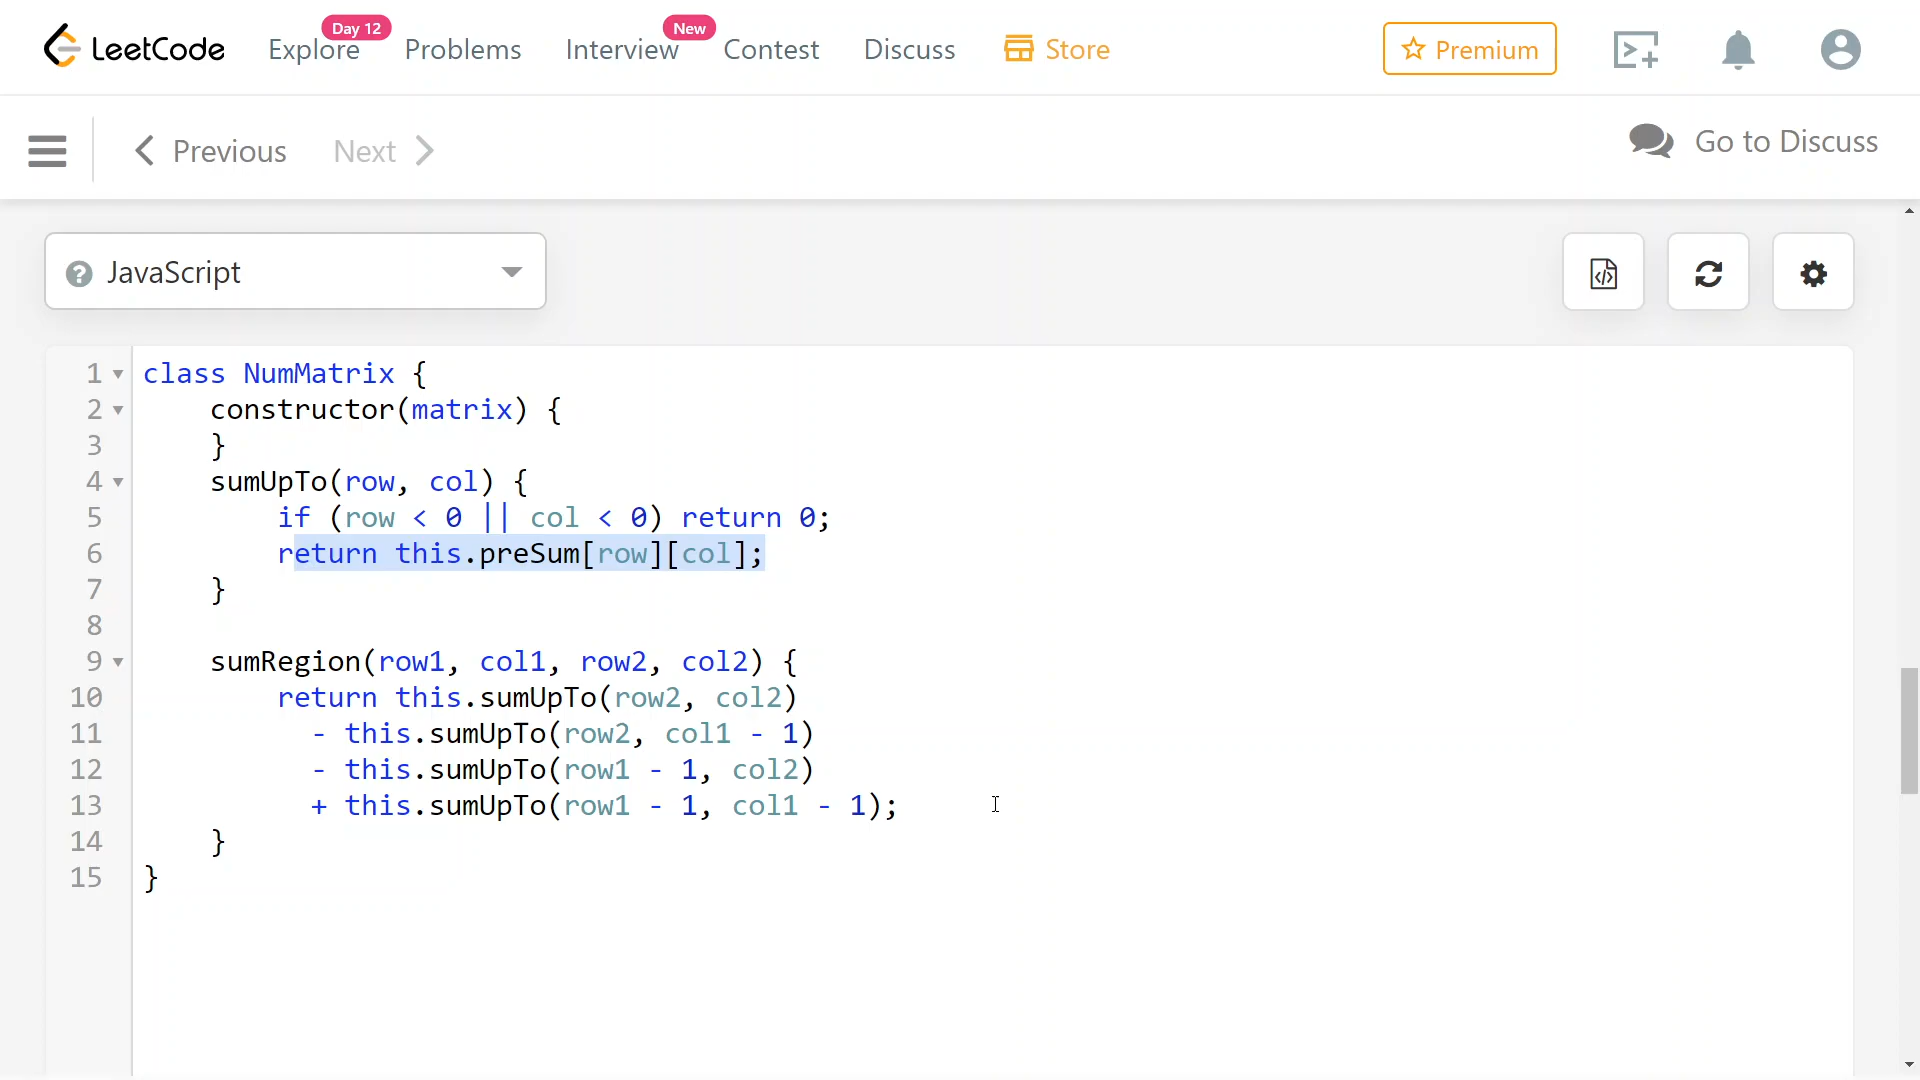 Day 12
New
LeetCode Explore Problems Interview Contest Discuss Store Premium
Previous Next Go to Discuss
JavaScript
1 class NumMatrix {
2     constructor(matrix) {
3     }
4     sumUpTo(row, col) {
5         if (row < 0 || col < 0) return 0;
6         return this.preSum[row][col];
7     }
8
9     sumRegion(row1, col1, row2, col2) {
10         return this.sumUpTo(row2, col2)
11           - this.sumUpTo(row2, col1 - 1)
12           - this.sumUpTo(row1 - 1, col2)
13           + this.sumUpTo(row1 - 1, col1 - 1);
14     }
15 }